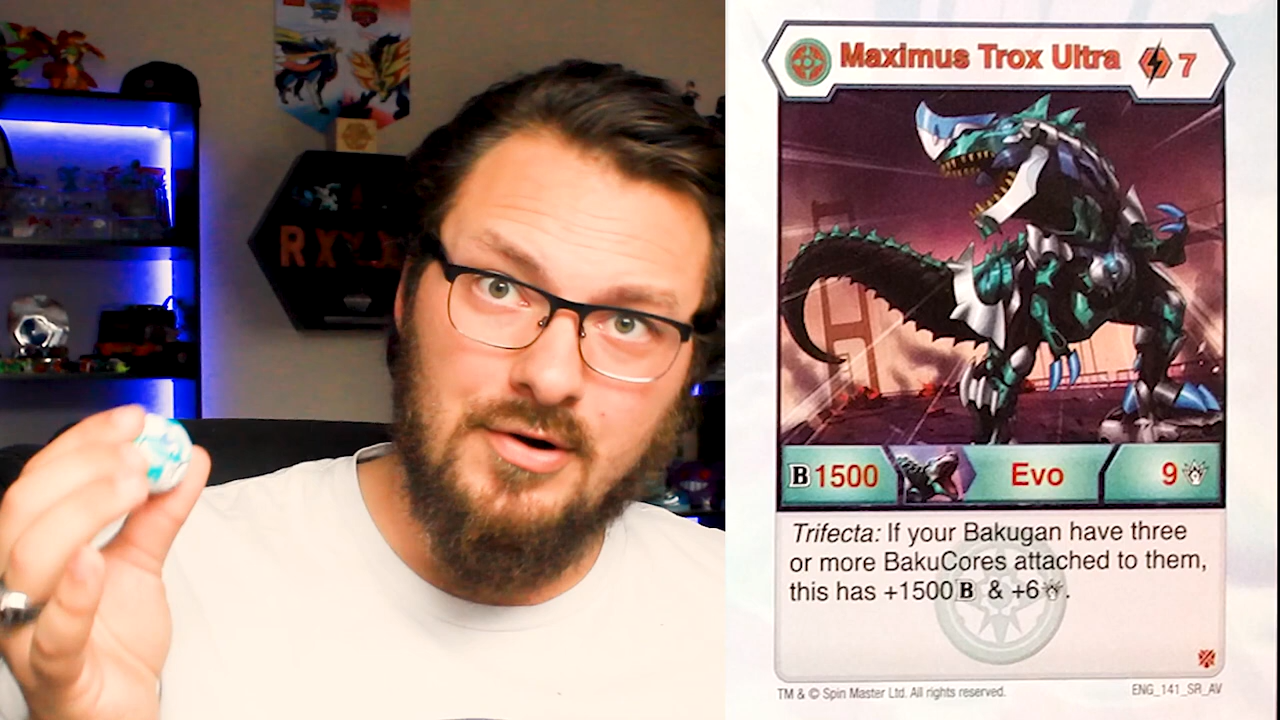 Maximus Trox Ultra 7
B 1500 Evo 9
Trifecta: If your Bakugan have three
or more BakuCores attached to them,
this has +1500 B & +6 .
TM & © Spin Master Ltd. All rights reserved. ENG_141_SR_AV